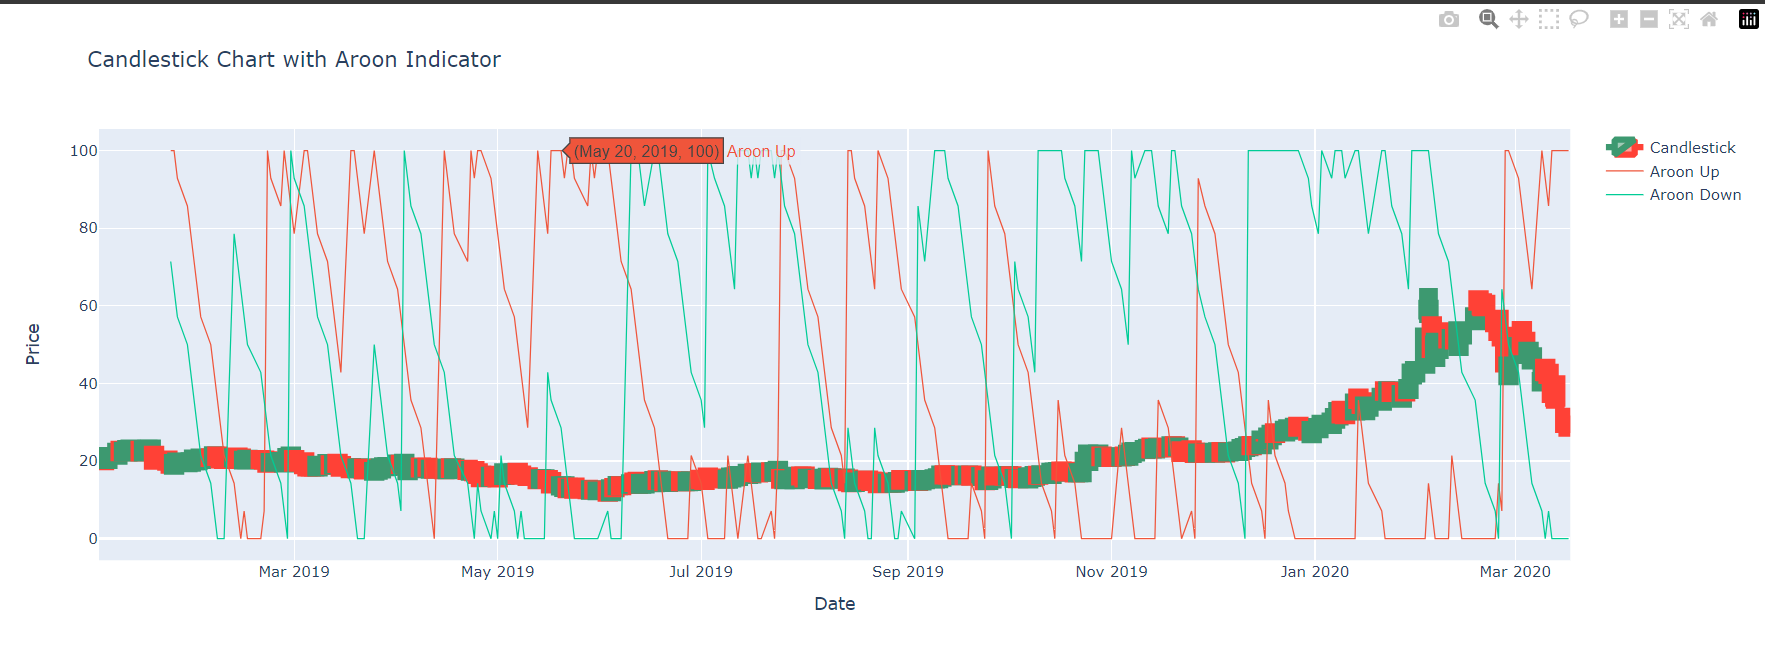 Candlestick Chart with Aroon Indicator
100
80
60
40
20
0
Price
(May 20, 2019, 100) Aroon Up
Mar 2019
May 2019
Jul 2019
Sep 2019
Nov 2019
Jan 2020
Mar 2020
Date
Candlestick
Aroon Up
Aroon Down